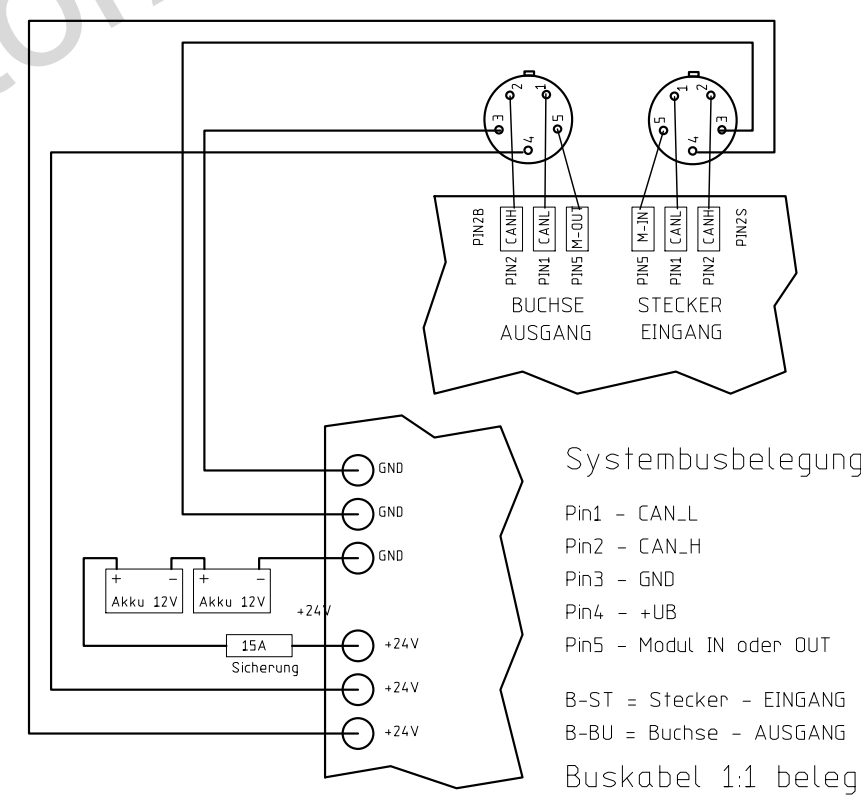 2
1
3
5
4
1
2
5
3
4
PIN2B
CANH
CANL
M-OUT
M-IN
CANL
CANH
PIN2S
PIN2
PIN1
PIN5
PIN5
PIN1
PIN2
BUCHSE
AUSGANG
STECKER
EINGANG
GND
GND
GND
+ -
Akku 12V
+ -
Akku 12V
+24V
15A
Sicherung
+24V
+24V
+24V
Systembusbelegung
Pin1 - CAN_L
Pin2 - CAN_H
Pin3 - GND
Pin4 - +UB
Pin5 - Modul IN oder OUT
B-ST = Stecker - EINGANG
B-BU = Buchse - AUSGANG
Buskabel 1:1 beleg